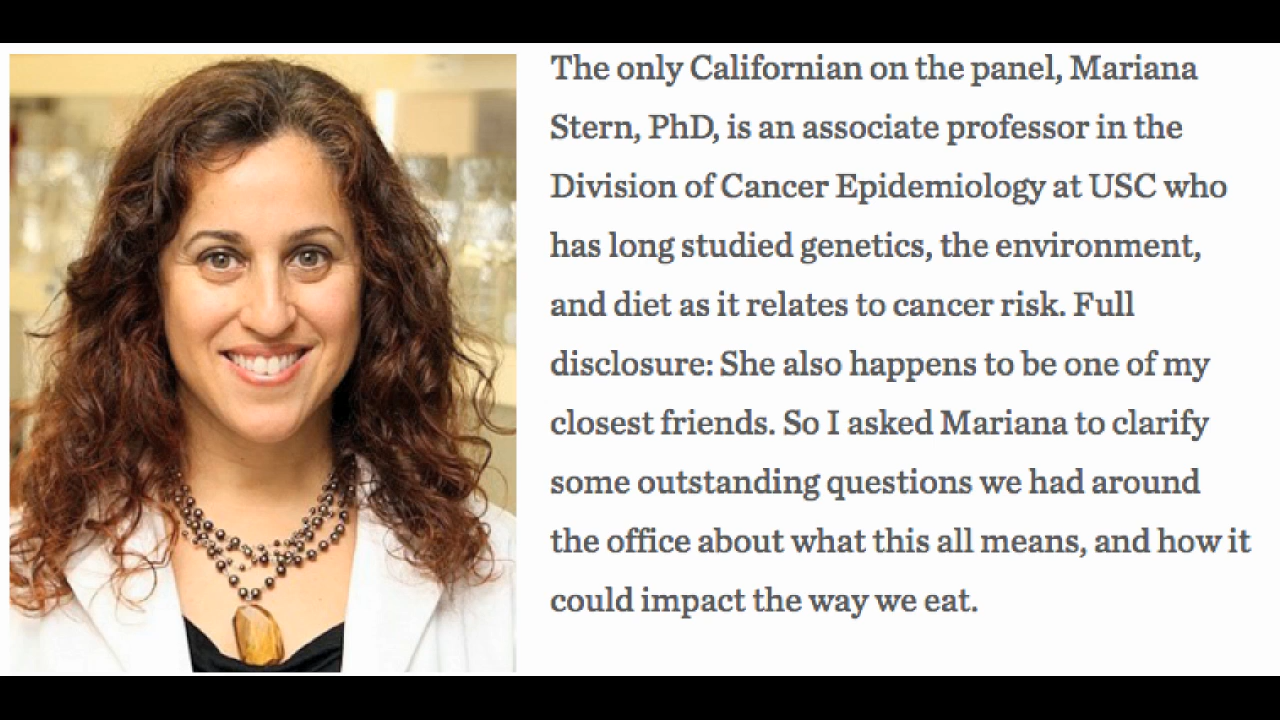 The only Californian on the panel, Mariana
Stern, PhD, is an associate professor in the
Division of Cancer Epidemiology at USC who
has long studied genetics, the environment,
and diet as it relates to cancer risk. Full
disclosure: She also happens to be one of my
closest friends. So I asked Mariana to clarify
some outstanding questions we had around
the office about what this all means, and how it
could impact the way we eat.